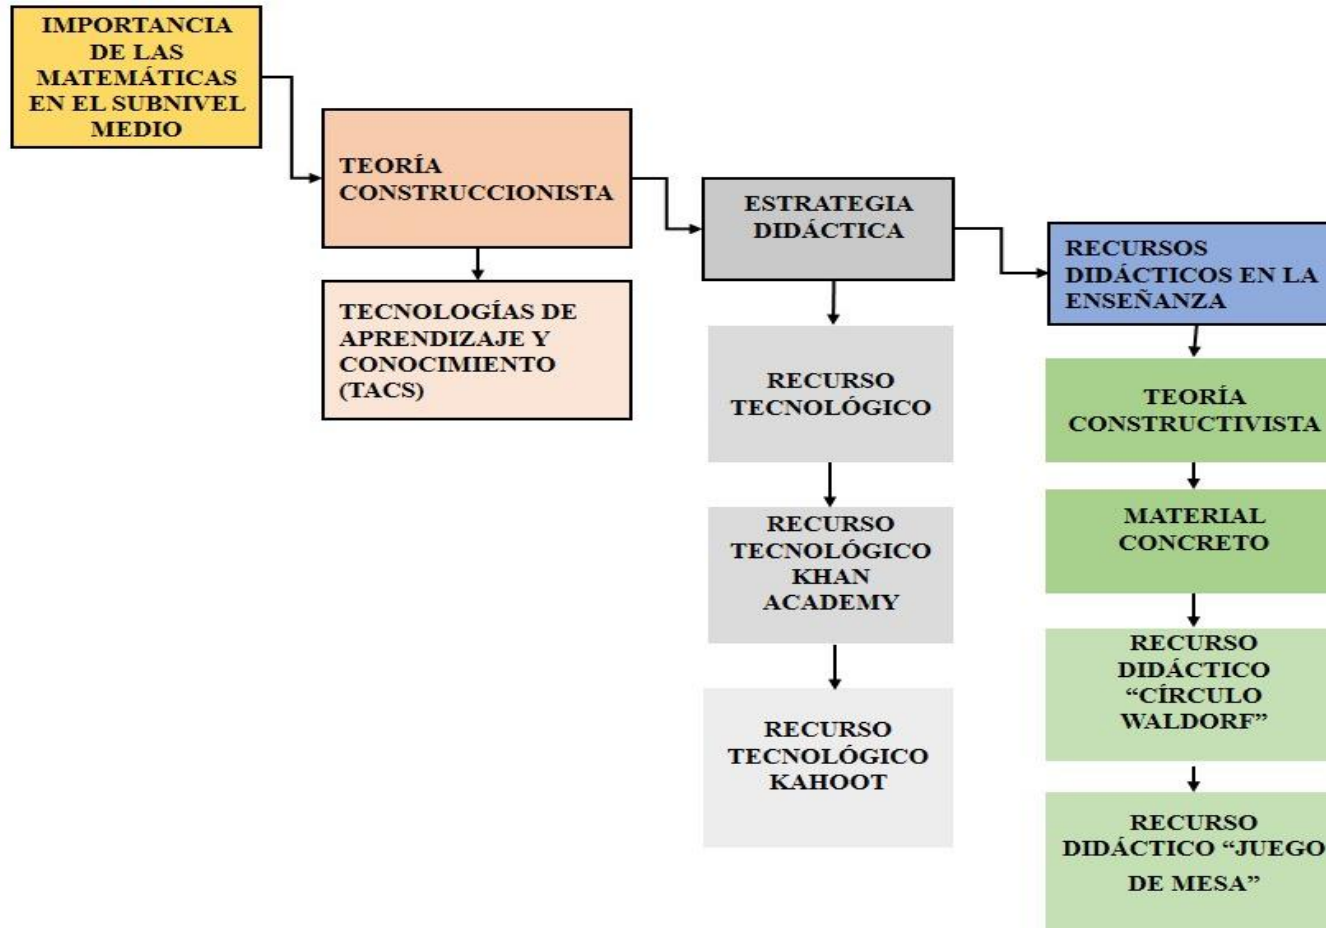 IMPORTANCIA
DE LAS
MATEMÁTICAS
EN EL SUBNIVEL
MEDIO
TEORÍA
CONSTRUCCIONISTA
TECNOLOGÍAS DE
APRENDIZAJE Y
CONOCIMIENTO
(TACS)
ESTRATEGIA
DIDÁCTICA
RECURSO
TECNOLÓGICO
RECURSO
TECNOLÓGICO
KHAN
ACADEMY
RECURSO
TECNOLÓGICO
KAHOOT
RECURSOS
DIDÁCTICOS EN LA
ENSEÑANZA
TEORÍA
CONSTRUCTIVISTA
MATERIAL
CONCRETO
RECURSO
DIDÁCTICO
“CÍRCULO
WALDORF”
RECURSO
DIDÁCTICO “JUEGO
DE MESA”